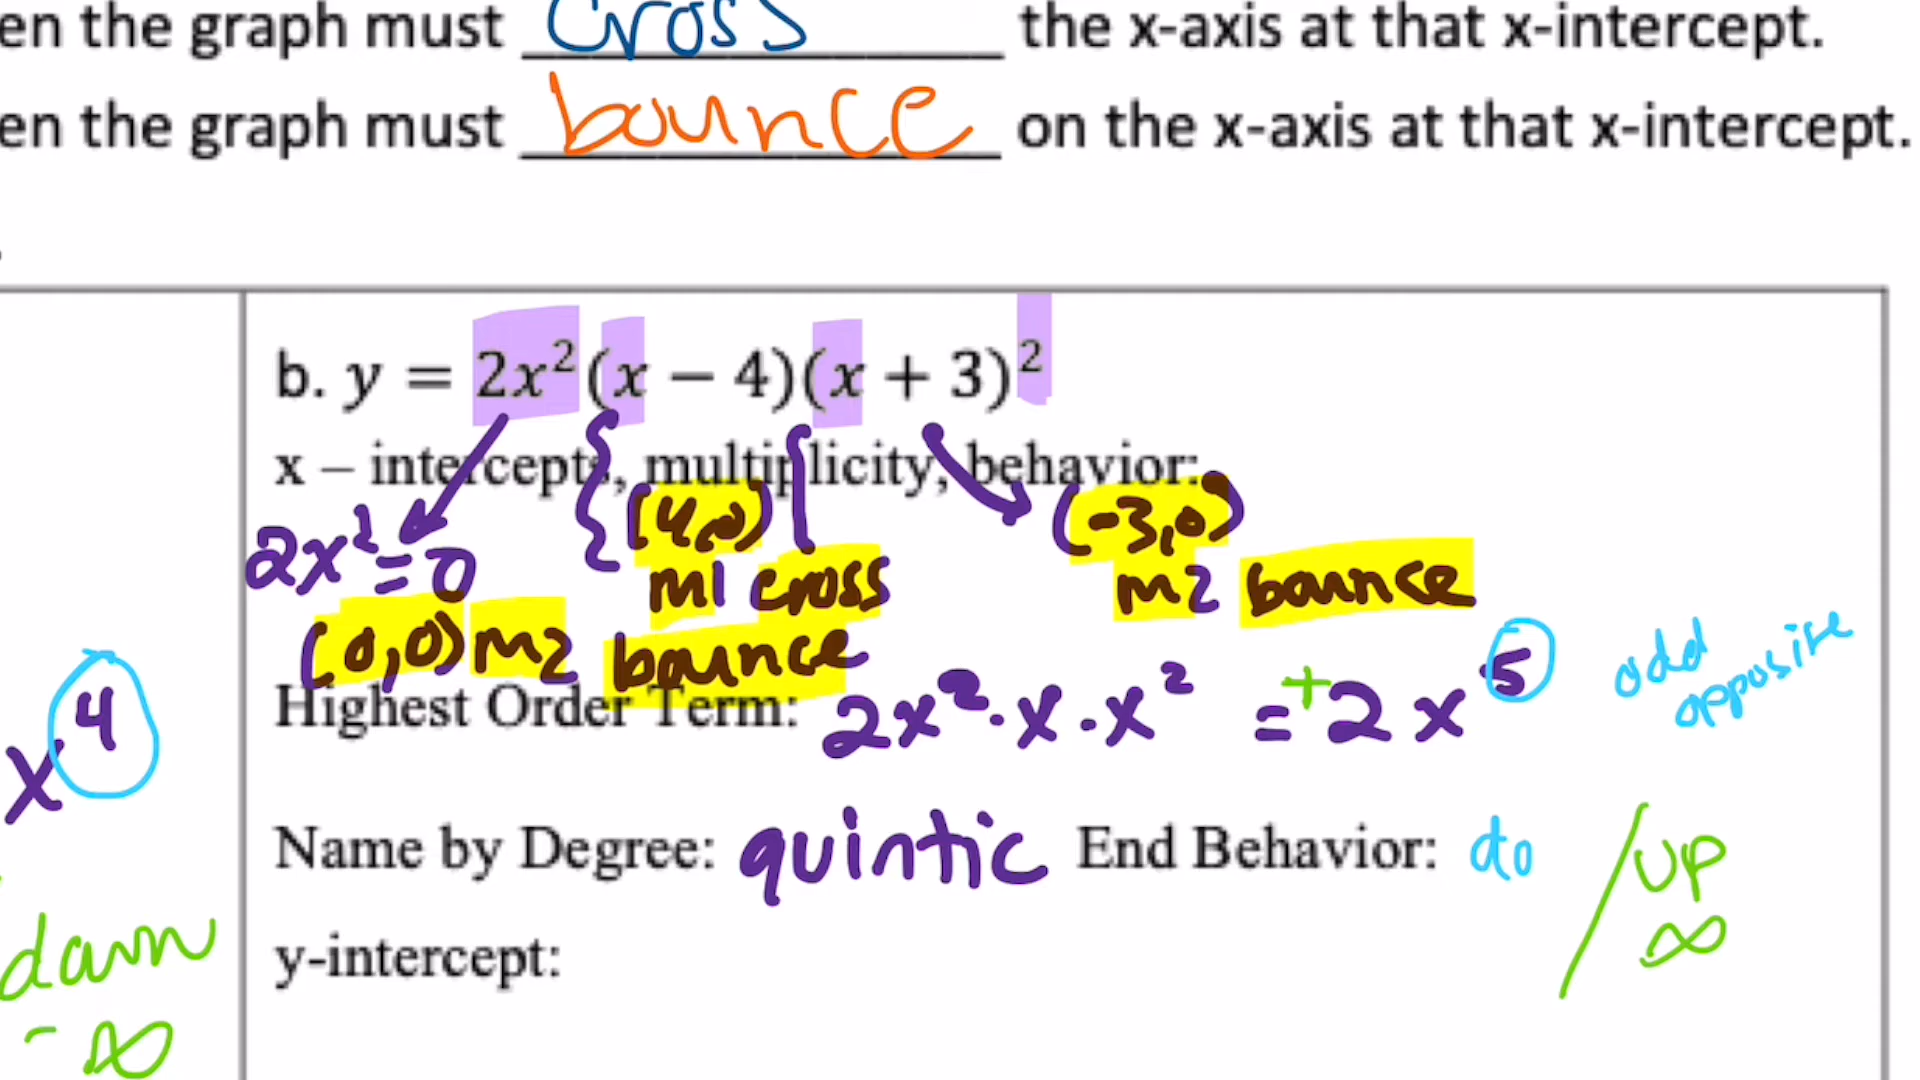 en the graph must cross the x-axis at that x-intercept.
en the graph must bounce on the x-axis at that x-intercept.
b. y = 2x²(x − 4)(x + 3)²
x – intercepts, multiplicity, behavior:
2x²=0 (4,0) (-3,0)
m1 cross m2 bounce
(0,0) m2 bounce
Highest Order Term: 2x²·x·x² = +2x⁵ odd opposite
x⁴
Name by Degree: quintic End Behavior: do / up
∞
down
y-intercept:
-∞